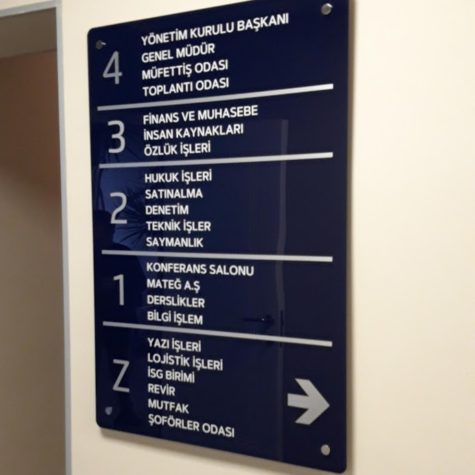 4
YÖNETİM KURULU BAŞKANI
GENEL MÜDÜR
MÜFETTİŞ ODASI
TOPLANTI ODASI
3
FİNANS VE MUHASEBE
İNSAN KAYNAKLARI
ÖZLÜK İŞLERİ
2
HUKUK İŞLERİ
SATINALMA
DENETİM
TEKNİK İŞLER
SAYMANLIK
1
KONFERANS SALONU
MATEĞ A.Ş
DERSLİKLER
BİLGİ İŞLEM
Z
YAZI İŞLERİ
LOJİSTİK İŞLERİ
İSG BİRİMİ
REVİR
MUTFAK
ŞOFÖRLER ODASI